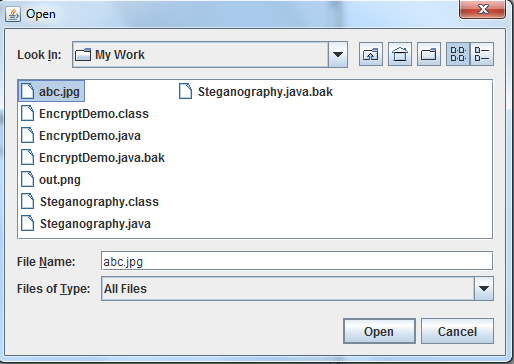 Open
Look In: My Work
abc.jpg Steganography.java.bak
EncryptDemo.class
EncryptDemo.java
EncryptDemo.java.bak
out.png
Steganography.class
Steganography.java
File Name: abc.jpg
Files of Type: All Files
Open Cancel